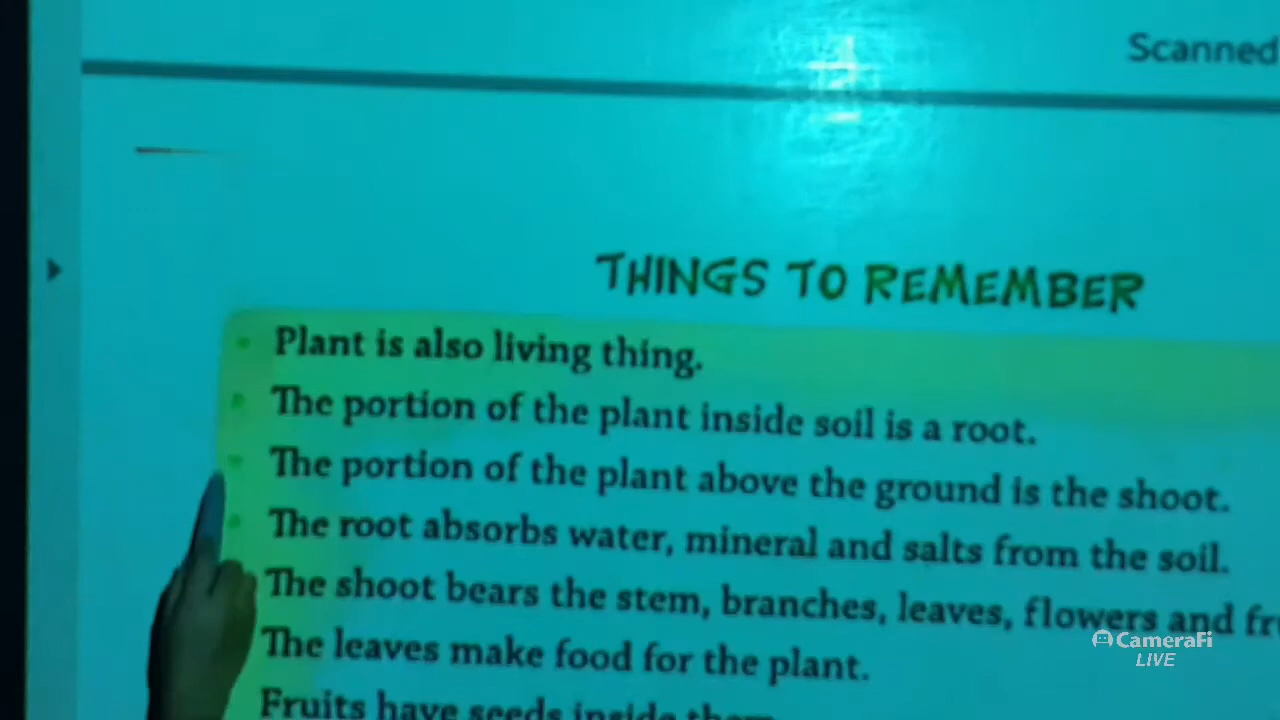 Scanned
THINGS TO REMEMBER
Plant is also living thing.
The portion of the plant inside soil is a root.
The portion of the plant above the ground is the shoot.
The root absorbs water, mineral and salts from the soil.
The shoot bears the stem, branches, leaves, flowers and
The leaves make food for the plant.
Fruits have seeds inside them
CameraFi
LIVE